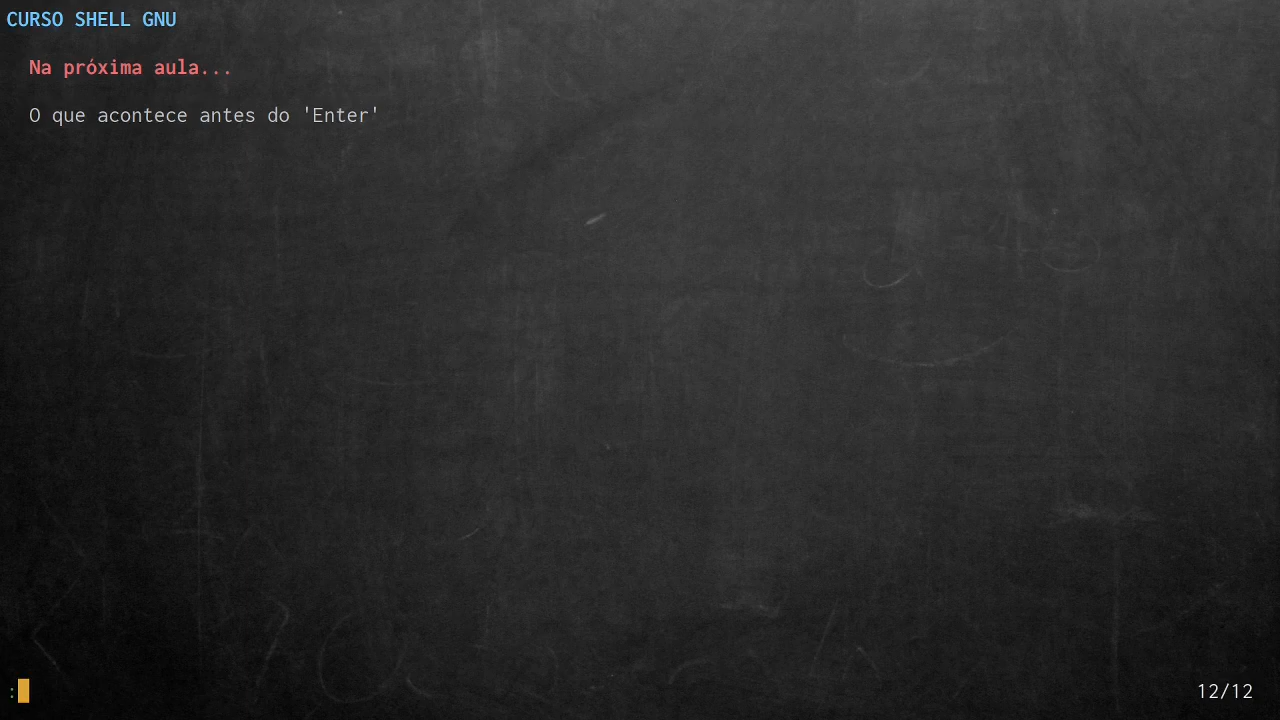 CURSO SHELL GNU
Na próxima aula...
O que acontece antes do 'Enter'
:
12/12